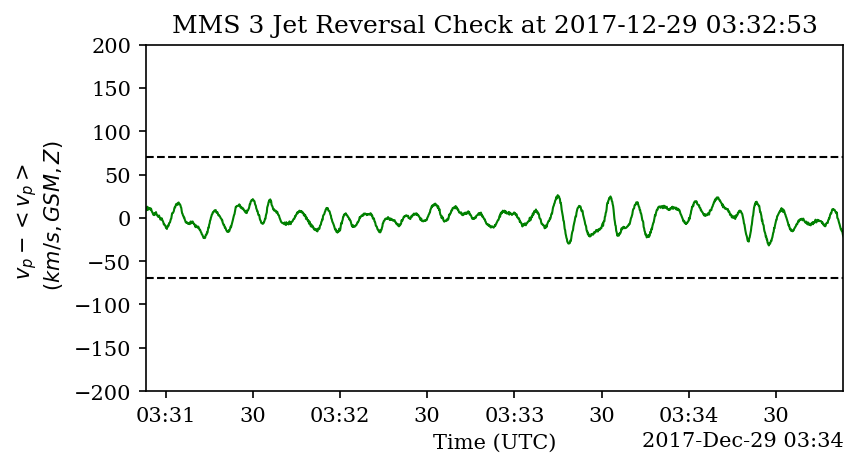 MMS 3 Jet Reversal Check at 2017-12-29 03:32:53
200
150
100
50
0
−50
−100
−150
−200
v_p − < v_p >
(km/s, GSM, Z)
03:31 30 03:32 30 03:33 30 03:34 30
Time (UTC) 2017-Dec-29 03:34